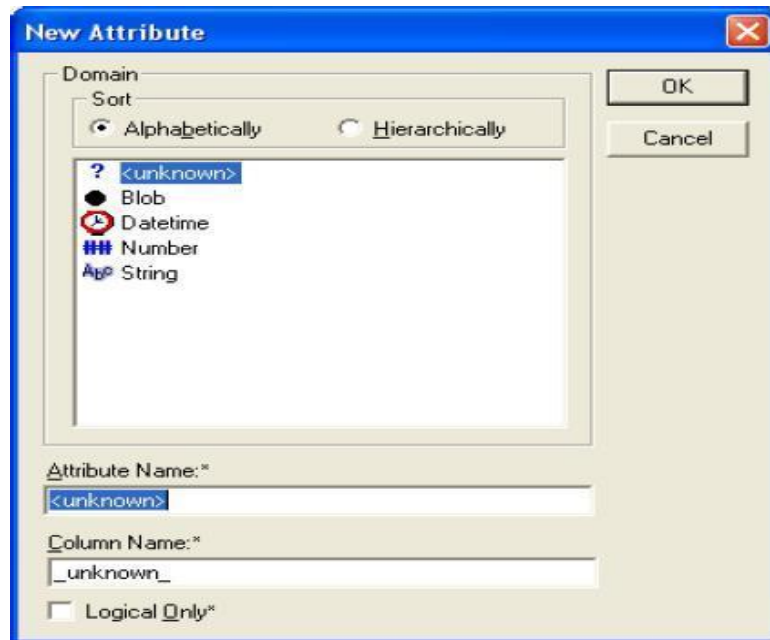 New Attribute
Domain
Sort
Alphabetically
Hierarchically
OK
Cancel
? <unknown>
Blob
Datetime
Number
String
Attribute Name:*
<unknown>
Column Name:*
_unknown_
Logical Only*